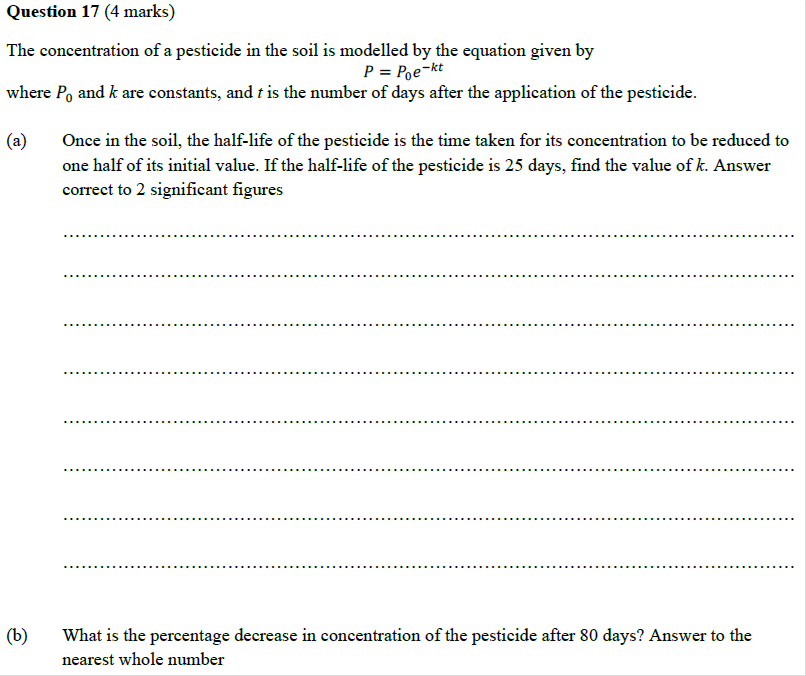 Question 17 (4 marks)
The concentration of a pesticide in the soil is modelled by the equation given by
P = P₀e⁻ᵏᵗ
where P₀ and k are constants, and t is the number of days after the application of the pesticide.
(a) Once in the soil, the half-life of the pesticide is the time taken for its concentration to be reduced to
one half of its initial value. If the half-life of the pesticide is 25 days, find the value of k. Answer
correct to 2 significant figures
(b) What is the percentage decrease in concentration of the pesticide after 80 days? Answer to the
nearest whole number